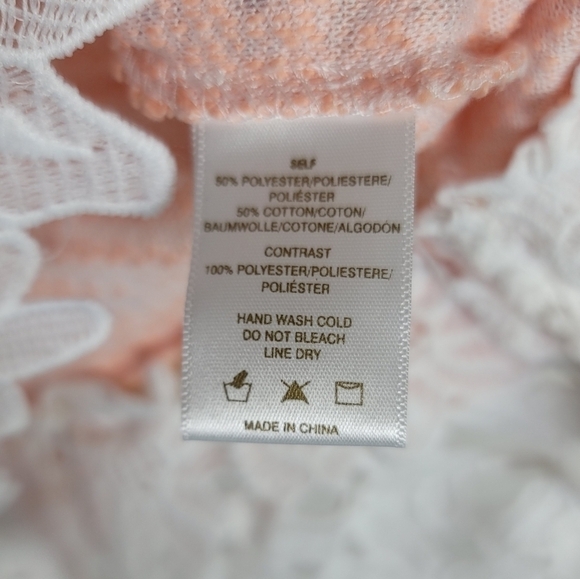 SELF
50% POLYESTER/POLIESTERE/
POLIÉSTER
50% COTTON/COTON/
BAUMWOLLE/COTONE/ALGODÓN
CONTRAST
100% POLYESTER/POLIESTERE/
POLIÉSTER
HAND WASH COLD
DO NOT BLEACH
LINE DRY
MADE IN CHINA